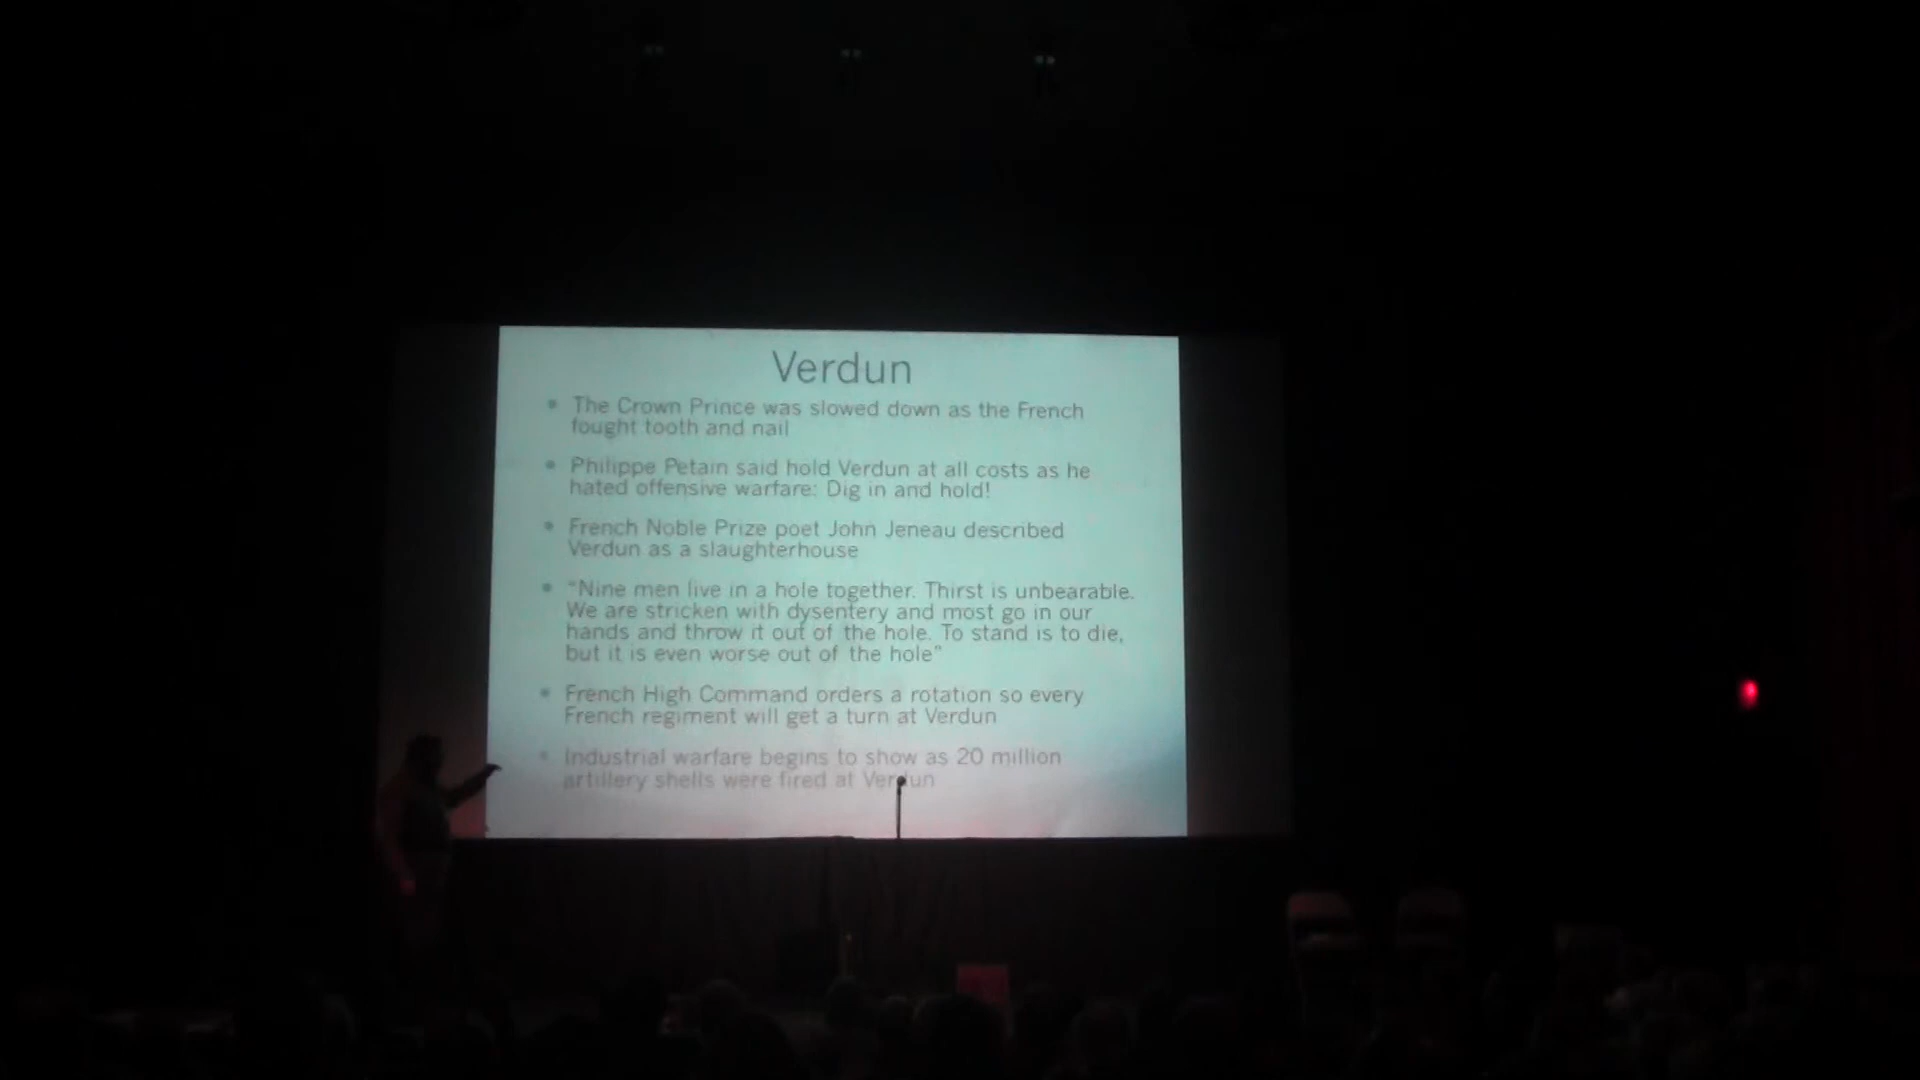 Verdun
The Crown Prince was slowed down as the French
fought tooth and nail
Philippe Petain said hold Verdun at all costs as he
hated offensive warfare: Dig in and hold!
French Noble Prize poet John Jeneau described
Verdun as a slaughterhouse
"Nine men live in a hole together. Thirst is unbearable.
We are stricken with dysentery and most go in our
hands and throw it out of the hole. To stand is to die,
but it is even worse out of the hole"
French High Command orders a rotation so every
French regiment will get a turn at Verdun
Industrial warfare begins to show as 20 million
artillery shells were fired at Verdun